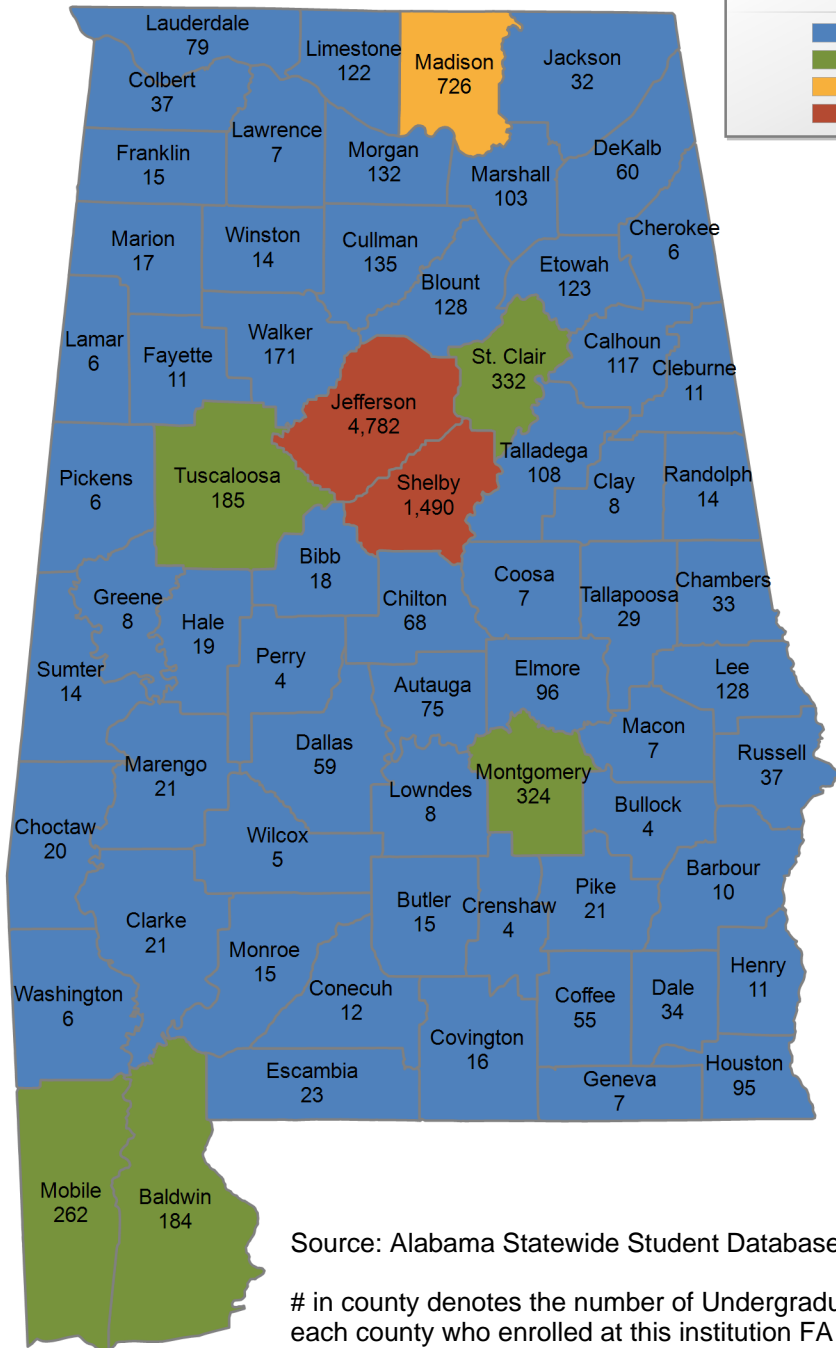 Lauderdale
79
Limestone
122
Madison
726
Jackson
32
Colbert
37
Lawrence
7
Franklin
15
Morgan
132
Marshall
103
DeKalb
60
Marion
17
Winston
14
Cullman
135
Blount
128
Etowah
123
Cherokee
6
Lamar
6
Fayette
11
Walker
171
St. Clair
332
Calhoun
117
Cleburne
11
Jefferson
4,782
Shelby
1,490
Talladega
108
Clay
8
Randolph
14
Pickens
6
Tuscaloosa
185
Bibb
18
Greene
8
Hale
19
Chilton
68
Coosa
7
Tallapoosa
29
Chambers
33
Sumter
14
Perry
4
Autauga
75
Elmore
96
Lee
128
Marengo
21
Dallas
59
Lowndes
8
Montgomery
324
Macon
7
Russell
37
Bullock
4
Choctaw
20
Wilcox
5
Clarke
21
Monroe
15
Butler
15
Crenshaw
4
Pike
21
Barbour
10
Washington
6
Conecuh
12
Covington
16
Coffee
55
Dale
34
Henry
11
Escambia
23
Geneva
7
Houston
95
Mobile
262
Baldwin
184
Source: Alabama Statewide Student Database
# in county denotes the number of Undergradu
each county who enrolled at this institution FA